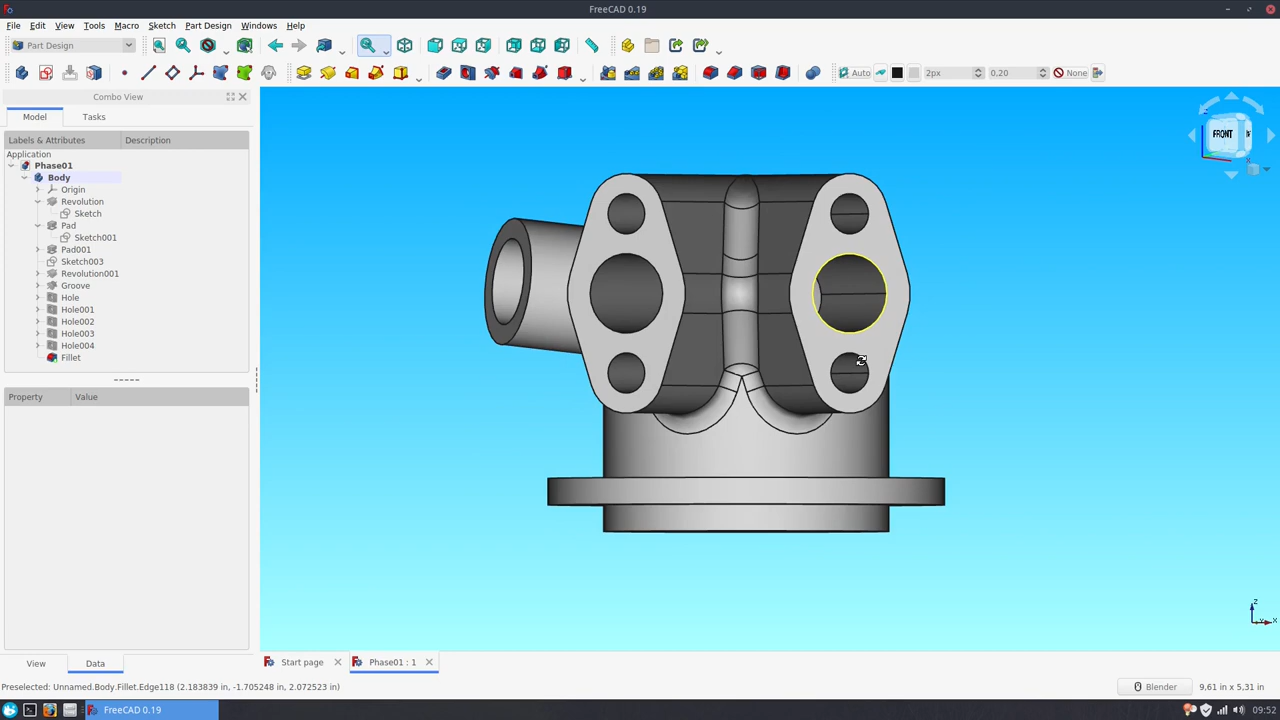 FreeCAD 0.19
File Edit View Tools Macro Sketch Part Design Windows Help
Part Design
Auto 2px 0.20 None
Combo View
Model Tasks
Labels & Attributes Description
Application
Phase01
Body
Origin
Revolution
Sketch
Pad
Sketch001
Pad001
Sketch003
Revolution001
Groove
Hole
Hole001
Hole002
Hole003
Hole004
Fillet
Property Value
FRONT
z
x
View Data
Start page Phase01 : 1
Preselected: Unnamed.Body.Fillet.Edge118 (2.183839 in, -1.705248 in, 2.072523 in) Blender 9.61 in x 5.31 in
FreeCAD 0.19 09:52